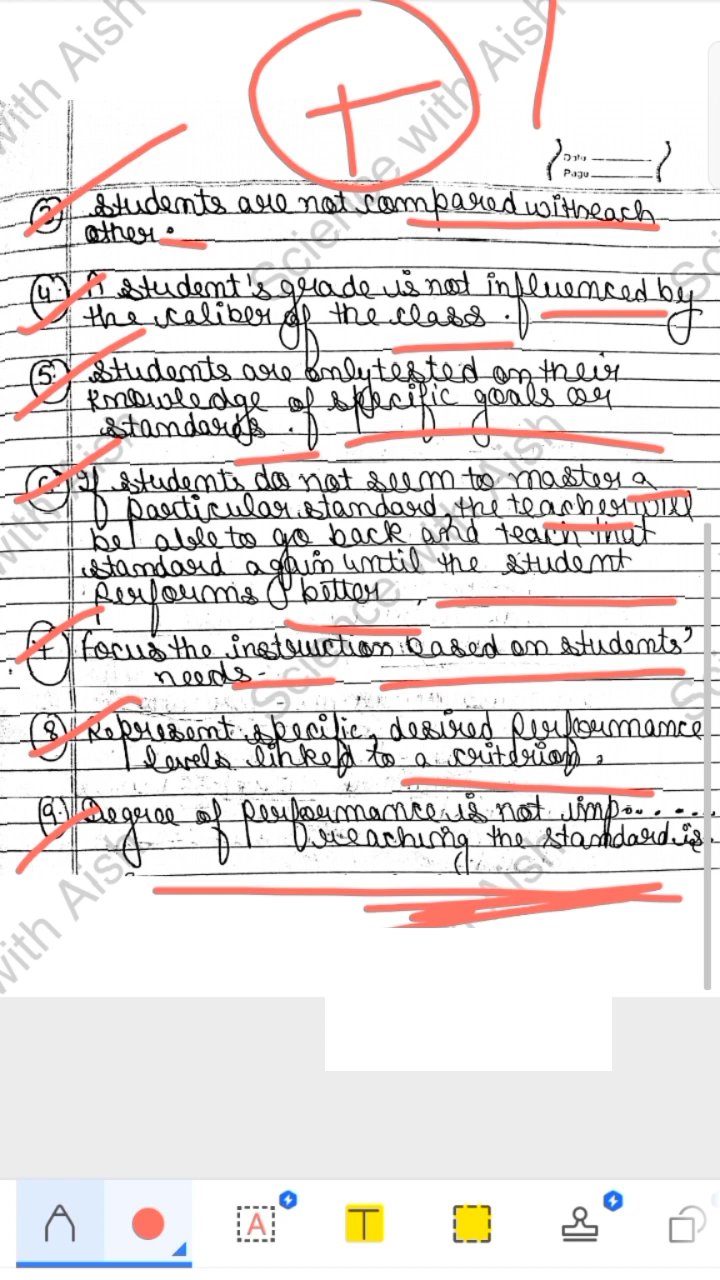 Science with Aish
Date
Page
③ Students are not compared with each
other.
④ A student's grade is not influenced by
the caliber of the class.
⑤ Students are only tested on their
knowledge of specific goals or
standards.
If students do not seem to master a
particular standard, the teacher will
be able to go back and teach that
standard again until the student
performs better.
⑦ Focus the instruction based on students'
needs.
⑧ Represent specific, desired performance
levels linked to a criterion.
⑨ Degree of performance is not imp......
reaching the standard is.
A
T